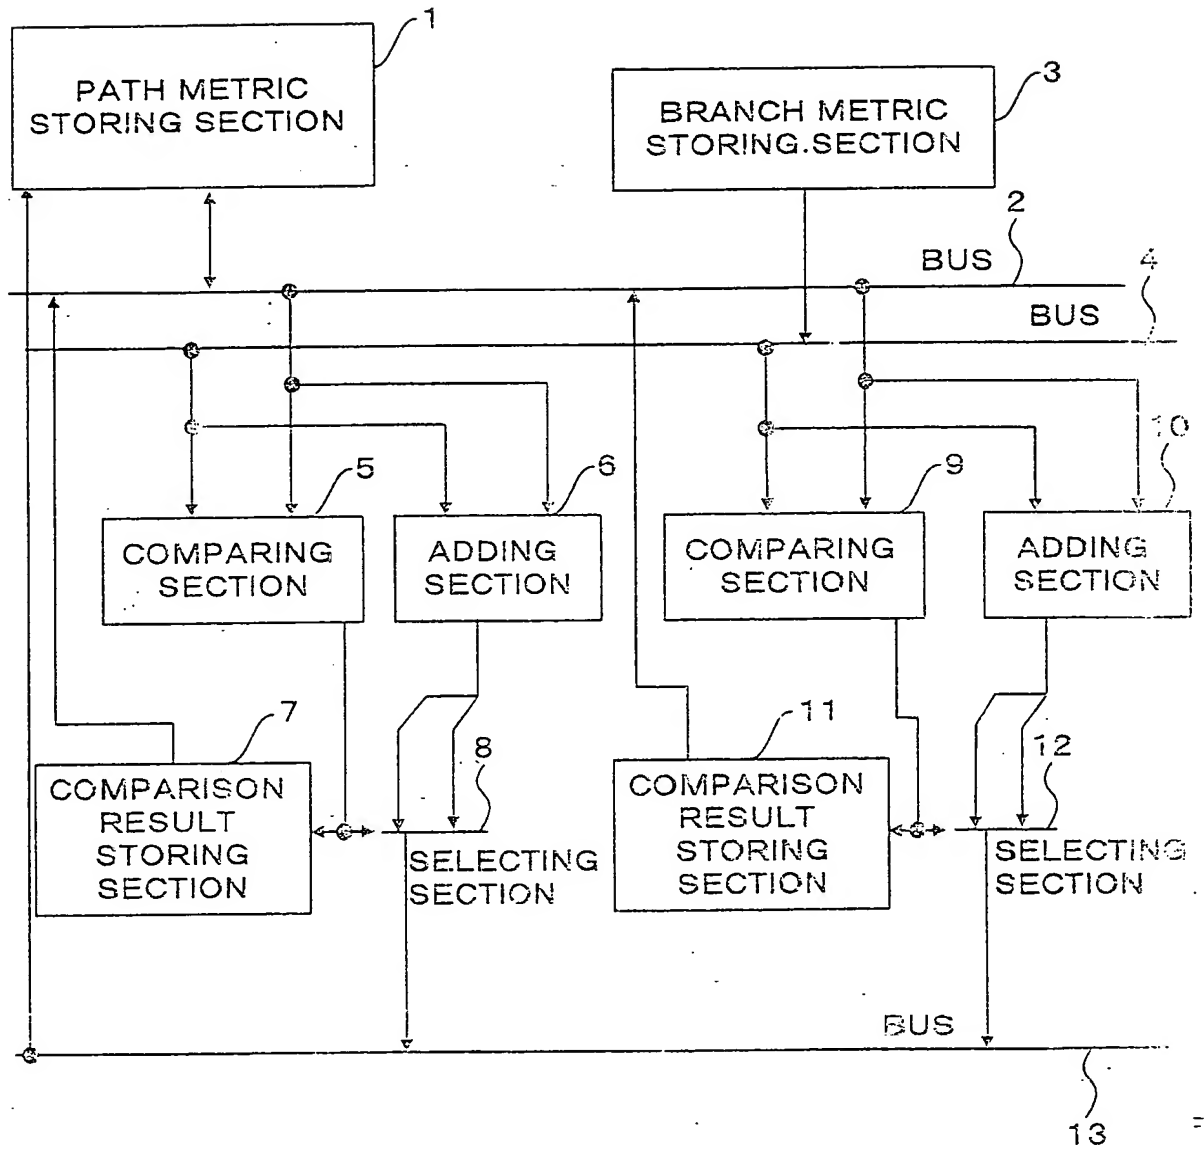 1
PATH METRIC
STORING SECTION
3
BRANCH METRIC
STORING.SECTION
2
BUS
4
BUS
5
COMPARING
SECTION
6
ADDING
SECTION
9
COMPARING
SECTION
10
ADDING
SECTION
7
COMPARISON
RESULT
STORING
SECTION
8
SELECTING
SECTION
11
COMPARISON
RESULT
STORING
SECTION
12
SELECTING
SECTION
BUS
13